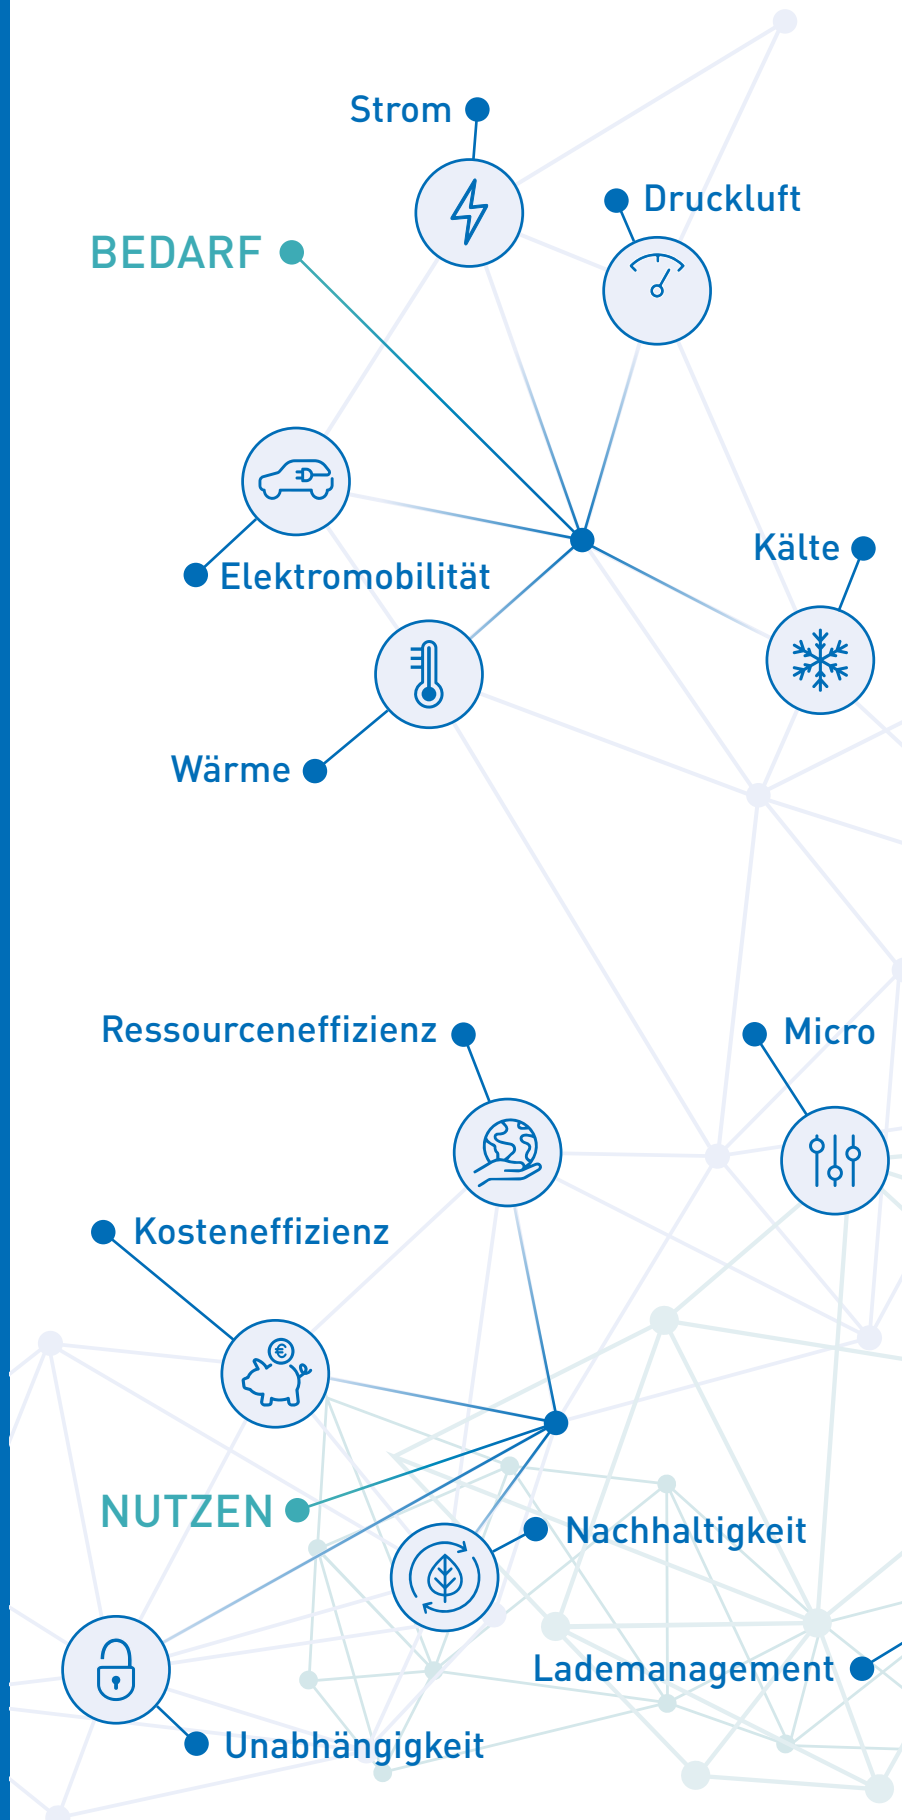 Strom
Druckluft
BEDARF
Kälte
Elektromobilität
Wärme
Ressourceneffizienz
Micro
Kosteneffizienz
€
NUTZEN
Nachhaltigkeit
Lademanagement
Unabhängigkeit